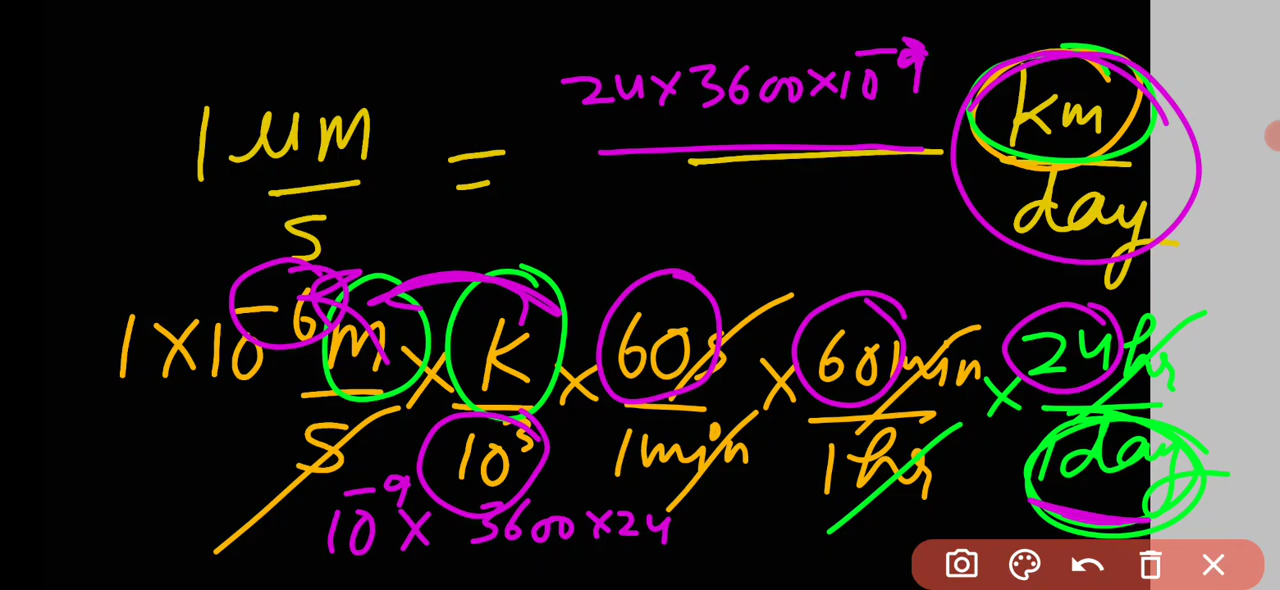 1 μm/s = 24×3600×10⁻⁹ km/day
1×10⁻⁶ m/s × K/10³ × 60s/1min × 60min/1hr × 24hr/1day
10⁻⁹ × 3600×24